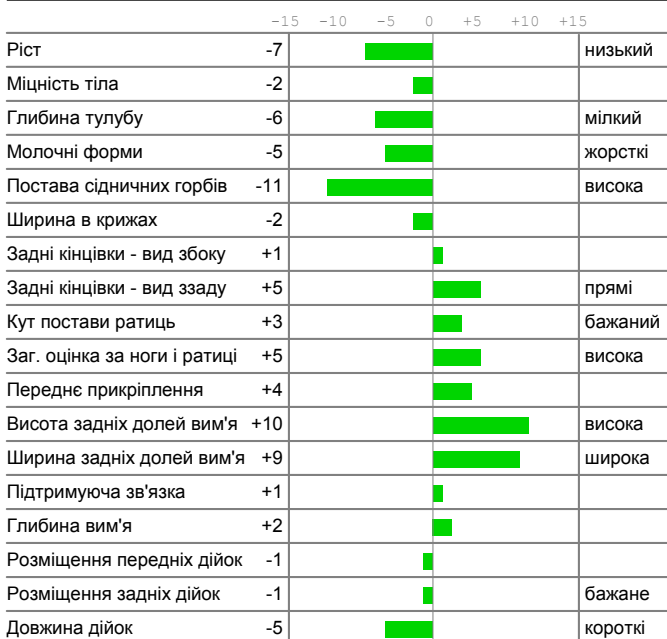 -15 -10 -5 0 +5 +10 +15
Ріст -7 низький
Міцність тіла -2
Глибина тулубу -6 мілкий
Молочні форми -5 жорсткі
Постава сідничних горбів -11 висока
Ширина в крижах -2
Задні кінцівки - вид збоку +1
Задні кінцівки - вид ззаду +5 прямі
Кут постави ратиць +3 бажаний
Заг. оцінка за ноги і ратиці +5 висока
Переднє прикріплення +4
Висота задніх долей вим'я +10 висока
Ширина задніх долей вим'я +9 широка
Підтримуюча зв'язка +1
Глибина вим'я +2
Розміщення передніх дійок -1
Розміщення задніх дійок -1 бажане
Довжина дійок -5 короткі